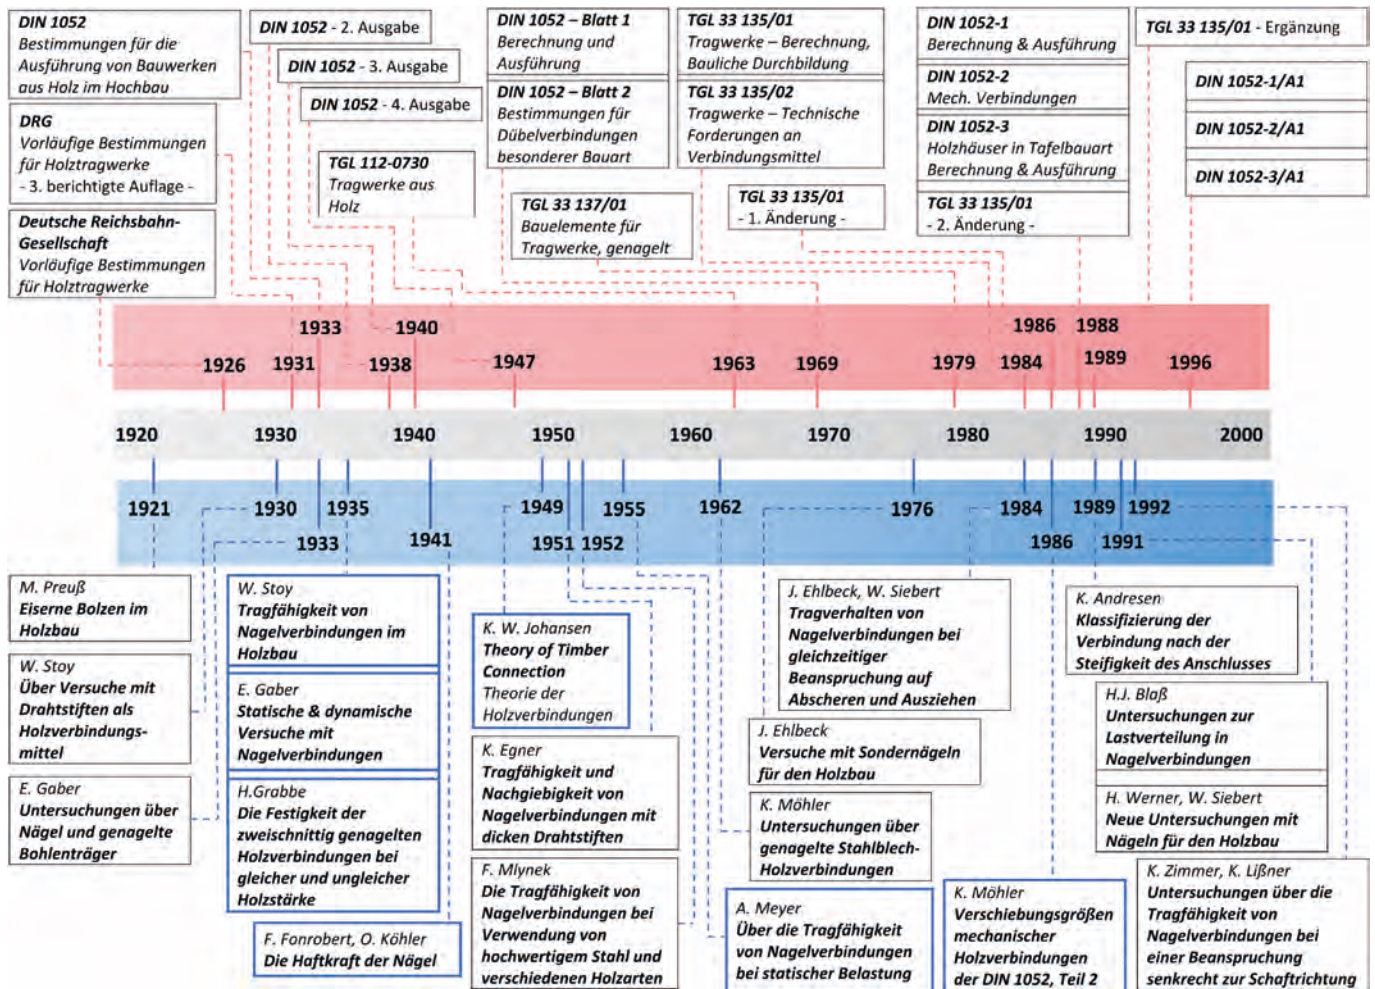 DIN 1052
Bestimmungen für die
Ausführung von Bauwerken
aus Holz im Hochbau
DRG
Vorläufige Bestimmungen
für Holztragwerke
- 3. berichtigte Auflage -
Deutsche Reichsbahn-
Gesellschaft
Vorläufige Bestimmungen
für Holztragwerke
DIN 1052 - 2. Ausgabe
DIN 1052 - 3. Ausgabe
DIN 1052 - 4. Ausgabe
TGL 112-0730
Tragwerke aus
Holz
DIN 1052 – Blatt 1
Berechnung und
Ausführung
DIN 1052 – Blatt 2
Bestimmungen für
Dübelverbindungen
besonderer Bauart
TGL 33 137/01
Bauelemente für
Tragwerke, genagelt
TGL 33 135/01
Tragwerke – Berechnung,
Bauliche Durchbildung
TGL 33 135/02
Tragwerke – Technische
Forderungen an
Verbindungsmittel
TGL 33 135/01
- 1. Änderung -
DIN 1052-1
Berechnung & Ausführung
DIN 1052-2
Mech. Verbindungen
DIN 1052-3
Holzhäuser in Tafelbauart
Berechnung & Ausführung
TGL 33 135/01
- 2. Änderung -
TGL 33 135/01 - Ergänzung
DIN 1052-1/A1
DIN 1052-2/A1
DIN 1052-3/A1
1933 1940 1986 1988
1926 1931 1938 1947 1963 1969 1979 1984 1989 1996
1920 1930 1940 1950 1960 1970 1980 1990 2000
1921 1930 1935 1949 1955 1962 1976 1984 1989 1992
1933 1941 1951 1952 1986 1991
M. Preuß
Eiserne Bolzen im
Holzbau
W. Stoy
Über Versuche mit
Drahtstiften als
Holzverbindungs-
mittel
E. Gaber
Untersuchungen über
Nägel und genagelte
Bohlenträger
W. Stoy
Tragfähigkeit von
Nagelverbindungen im
Holzbau
E. Gaber
Statische & dynamische
Versuche mit
Nagelverbindungen
H.Grabbe
Die Festigkeit der
zweischnittig genagelten
Holzverbindungen bei
gleicher und ungleicher
Holzstärke
F. Fonrobert, O. Köhler
Die Haftkraft der Nägel
K. W. Johansen
Theory of Timber
Connection
Theorie der
Holzverbindungen
K. Egner
Tragfähigkeit und
Nachgiebigkeit von
Nagelverbindungen mit
dicken Drahtstiften
F. Mlynek
Die Tragfähigkeit von
Nagelverbindungen bei
Verwendung von
hochwertigem Stahl und
verschiedenen Holzarten
J. Ehlbeck, W. Siebert
Tragverhalten von
Nagelverbindungen bei
gleichzeitiger
Beanspruchung auf
Abscheren und Ausziehen
J. Ehlbeck
Versuche mit Sondernägeln
für den Holzbau
K. Möhler
Untersuchungen über
genagelte Stahlblech-
Holzverbindungen
A. Meyer
Über die Tragfähigkeit
von Nagelverbindungen
bei statischer Belastung
K. Andresen
Klassifizierung der
Verbindung nach der
Steifigkeit des Anschlusses
H.J. Blaß
Untersuchungen zur
Lastverteilung in
Nagelverbindungen
H. Werner, W. Siebert
Neue Untersuchungen mit
Nägeln für den Holzbau
K. Möhler
Verschiebungsgrößen
mechanischer
Holzverbindungen
der DIN 1052, Teil 2
K. Zimmer, K. Lißner
Untersuchungen über die
Tragfähigkeit von
Nagelverbindungen bei
einer Beanspruchung
senkrecht zur Schaftrichtung